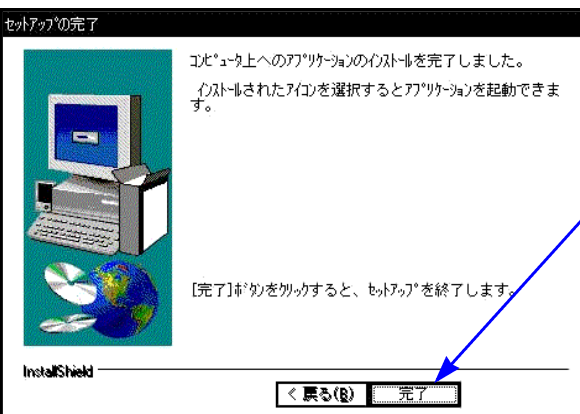 ｾｯﾄｱｯﾌﾟの完了
ｺﾝﾋﾟｭｰﾀ上へのｱﾌﾟﾘｹｰｼｮﾝのｲﾝｽﾄｰﾙを完了しました。
ｲﾝｽﾄｰﾙされたｱｲｺﾝを選択するとｱﾌﾟﾘｹｰｼｮﾝを起動できま
す。
[完了]ﾎﾞﾀﾝをｸﾘｯｸすると、ｾｯﾄｱｯﾌﾟを終了します。
InstallShield
< 戻る(B)
完了